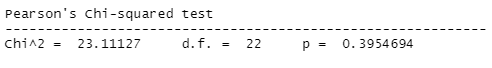 Pearson's Chi-squared test
------------------------------------------------------------
Chi^2 =  23.11127     d.f. =  22     p =  0.3954694